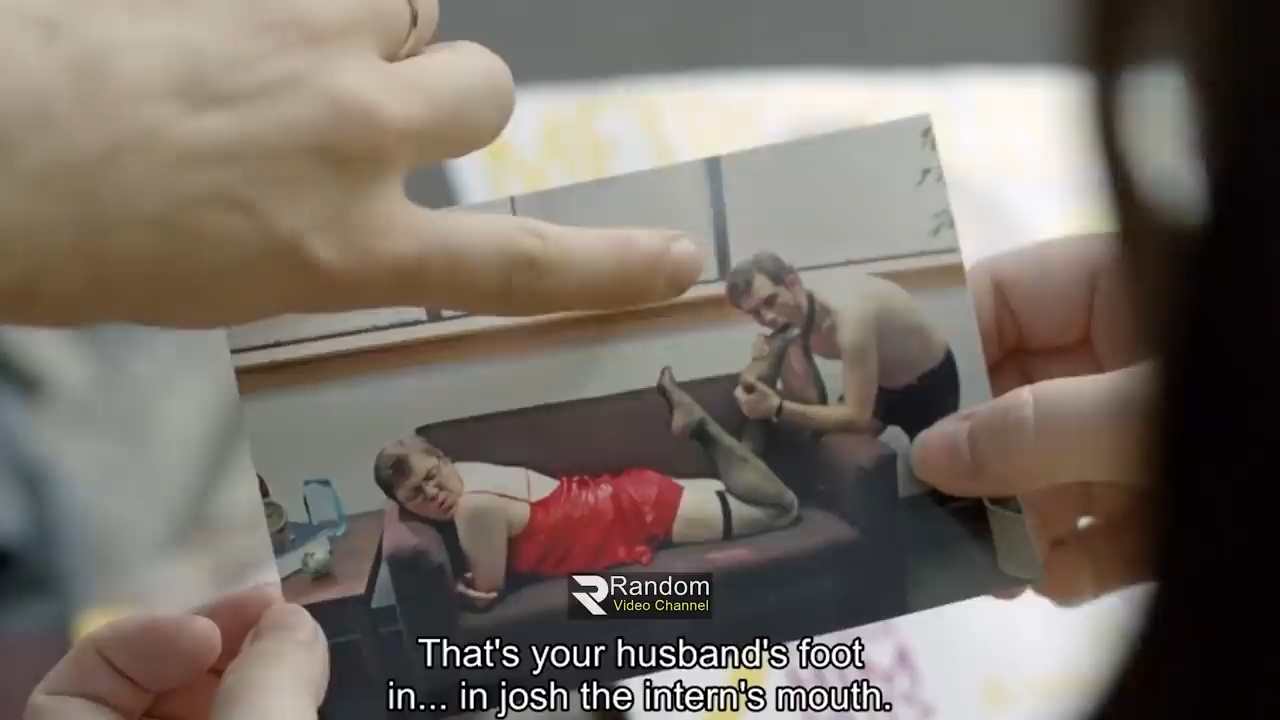 Random
Video Channel
That's your husband's foot
in... in josh the intern's mouth.